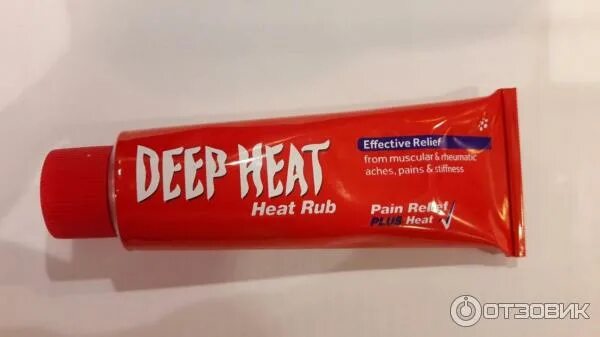 DEEP HEAT
Heat Rub
Effective Relief
from muscular & rheumatic
aches, pains & stiffness
Pain Relief
PLUS Heat
ОТЗОВИК